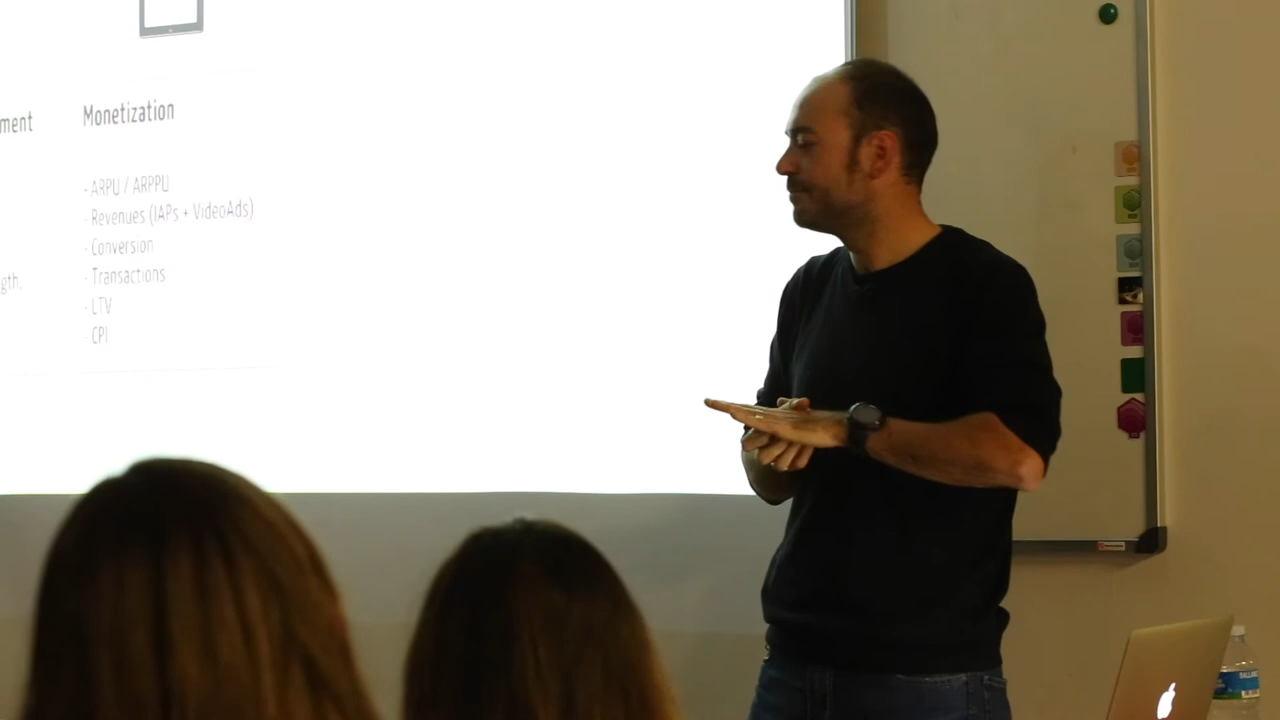 ment
Monetization
- ARPU / ARPPU
- Revenues (IAPs + VideoAds)
- Conversion
gth,
- Transactions
- LTV
- CPI